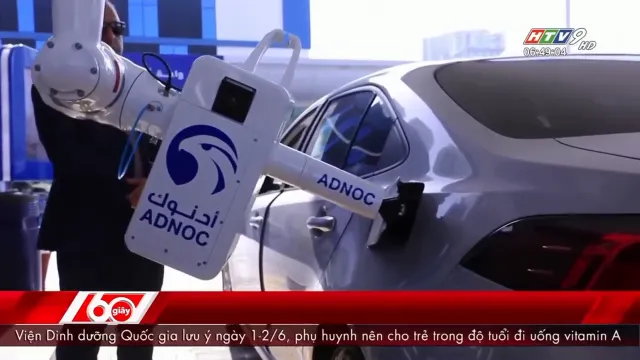 HTV9 HD
06:49:04
ADNOC
أدنوك
ADNOC
60 giây
Viện Dinh dưỡng Quốc gia lưu ý ngày 1-2/6, phụ huynh nên cho trẻ trong độ tuổi đi uống vitamin A